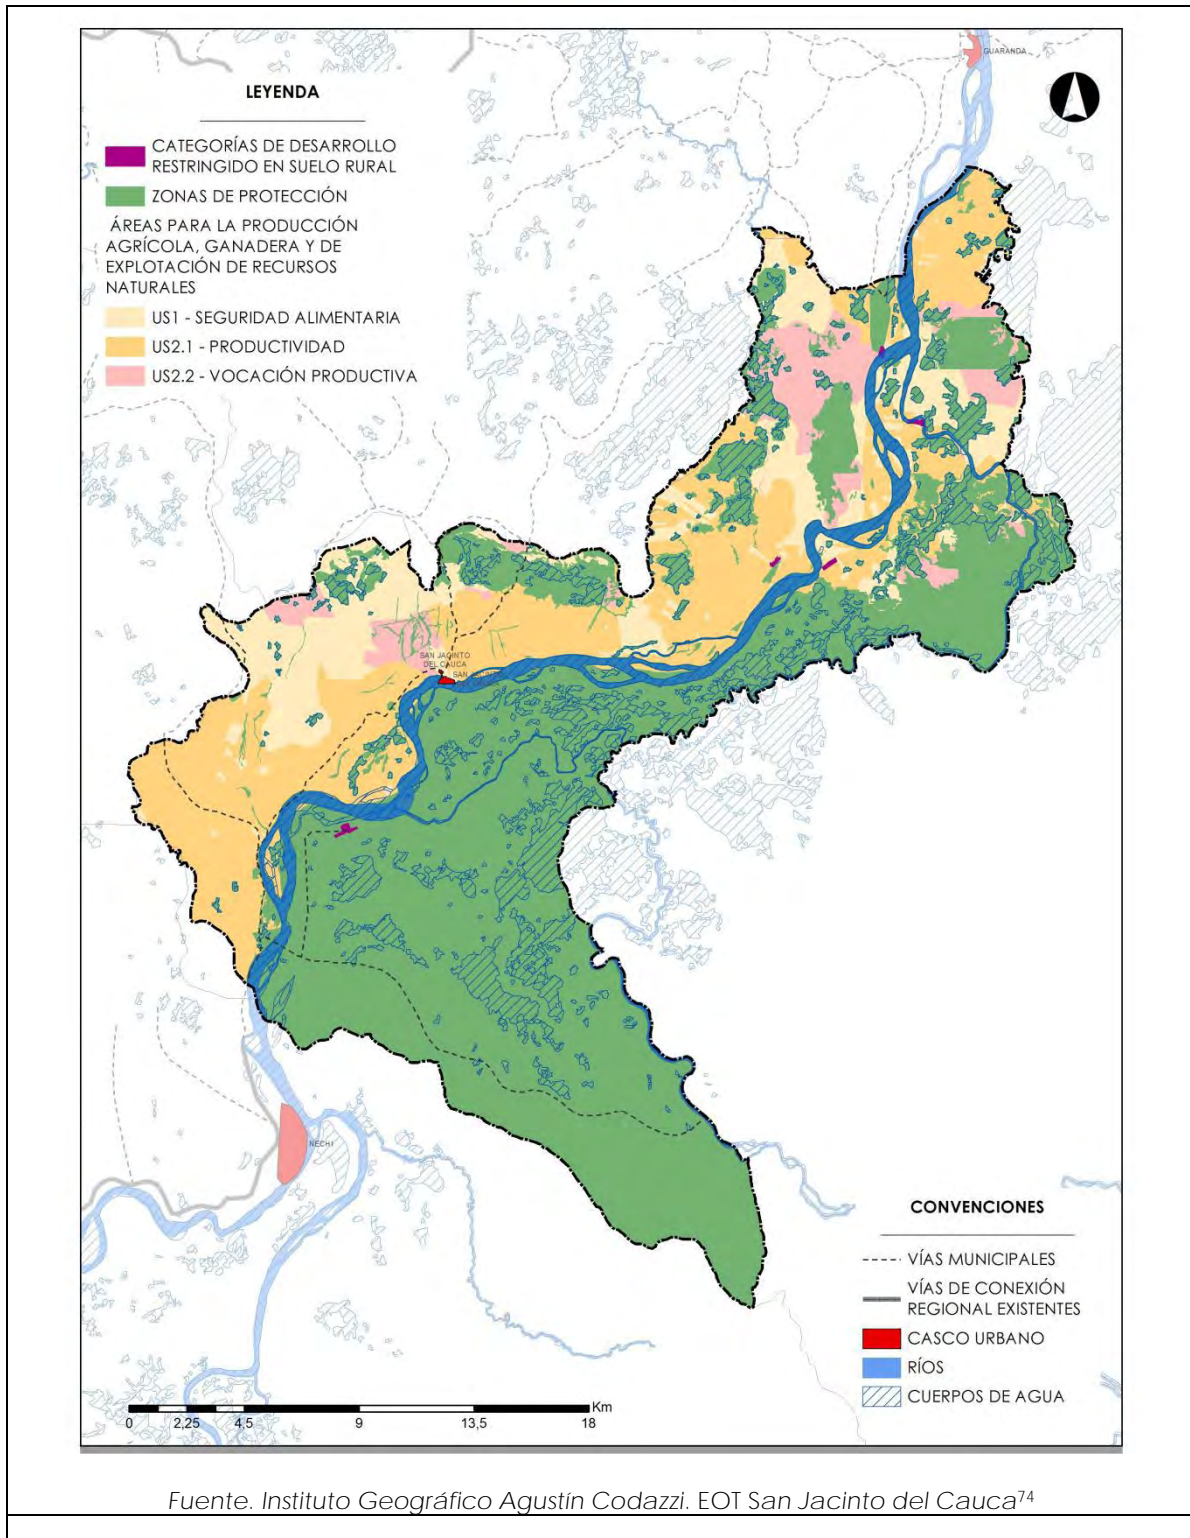 GUARANDA
LEYENDA
CATEGORÍAS DE DESARROLLO
RESTRINGIDO EN SUELO RURAL
ZONAS DE PROTECCIÓN
ÁREAS PARA LA PRODUCCIÓN
AGRÍCOLA, GANADERA Y DE
EXPLOTACIÓN DE RECURSOS
NATURALES
US1 - SEGURIDAD ALIMENTARIA
US2.1 - PRODUCTIVIDAD
US2.2 - VOCACIÓN PRODUCTIVA
SAN JACINTO
DEL CAUCA
SAN
NECHI
CONVENCIONES
VÍAS MUNICIPALES
VÍAS DE CONEXIÓN
REGIONAL EXISTENTES
CASCO URBANO
RÍOS
CUERPOS DE AGUA
Km
0 2,25 4,5 9 13,5 18
Fuente. Instituto Geográfico Agustín Codazzi. EOT San Jacinto del Cauca74